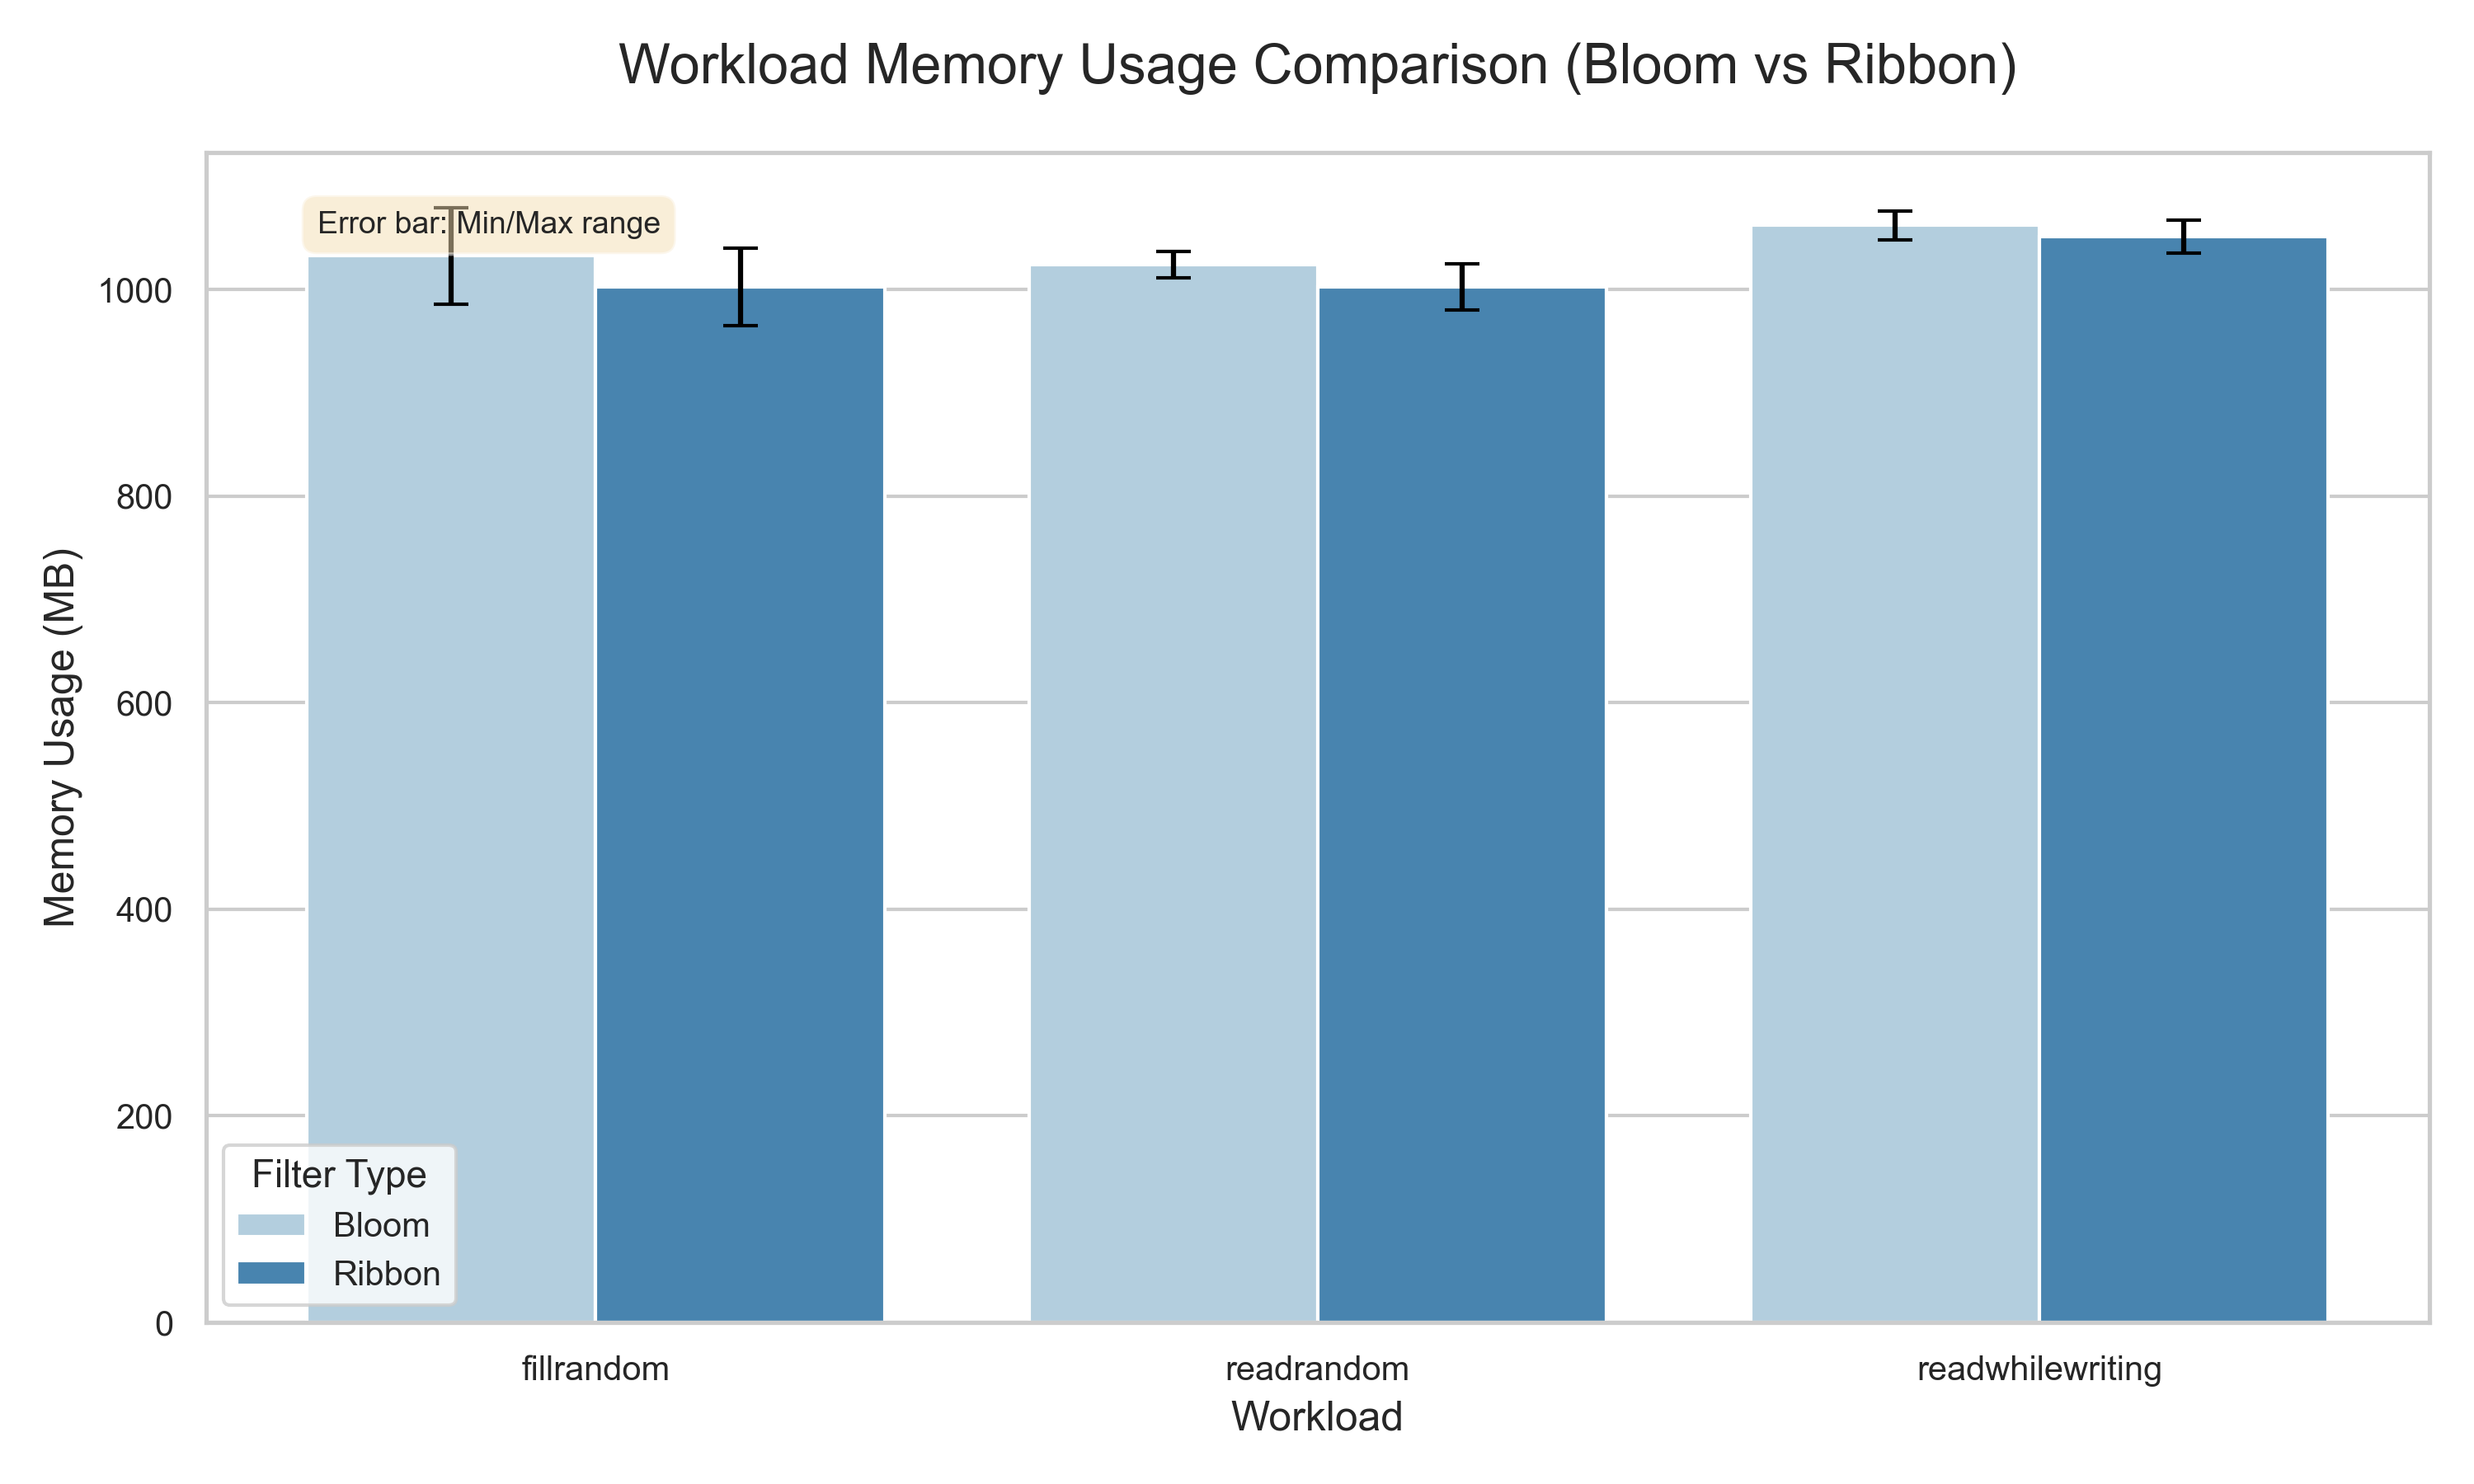 Workload Memory Usage Comparison (Bloom vs Ribbon)
Error bar: Min/Max range
Memory Usage (MB)
1000
800
600
400
200
0
Filter Type
Bloom
Ribbon
fillrandom
readrandom
readwhilewriting
Workload